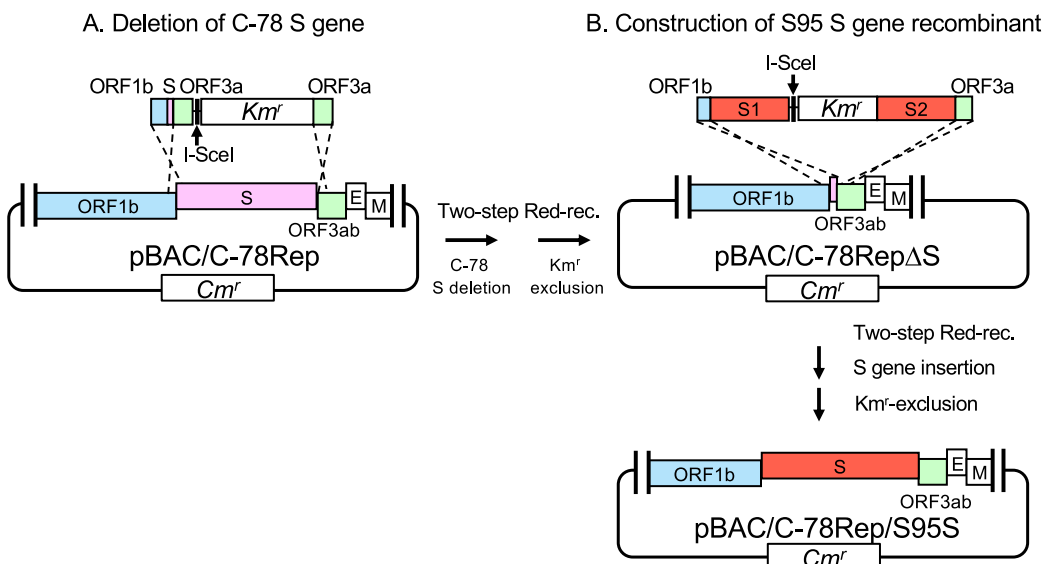 A. Deletion of C-78 S gene
ORF1b S ORF3a ORF3a
Kmʳ
I-SceI
ORF1b S E M
ORF3ab
pBAC/C-78Rep
Cmʳ
Two-step Red-rec.
C-78 S deletion
Kmʳ exclusion
B. Construction of S95 S gene recombinant
I-SceI
ORF1b ORF3a
S1 Kmʳ S2
ORF1b E M
ORF3ab
pBAC/C-78RepΔS
Cmʳ
Two-step Red-rec.
S gene insertion
Kmʳ-exclusion
ORF1b S E M
ORF3ab
pBAC/C-78Rep/S95S
Cmʳ